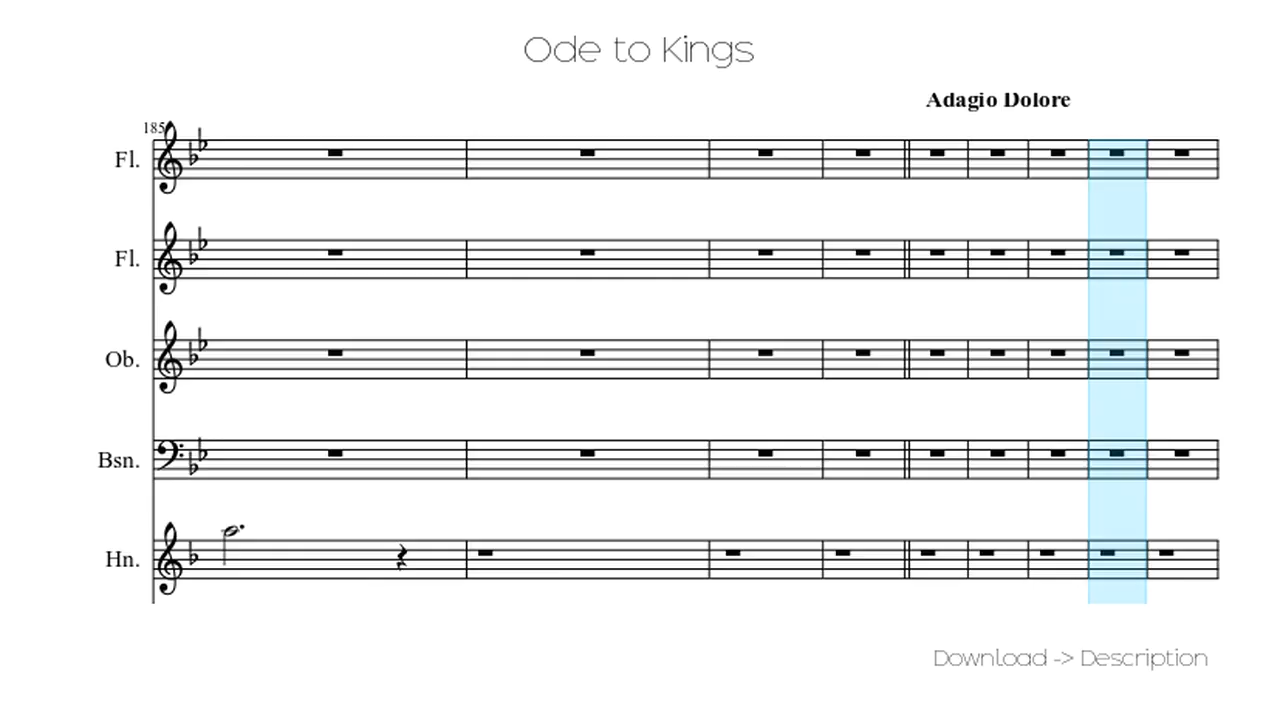 Ode to Kings
Adagio Dolore
185
Fl.
Fl.
Ob.
Bsn.
Hn.
Download -> Description